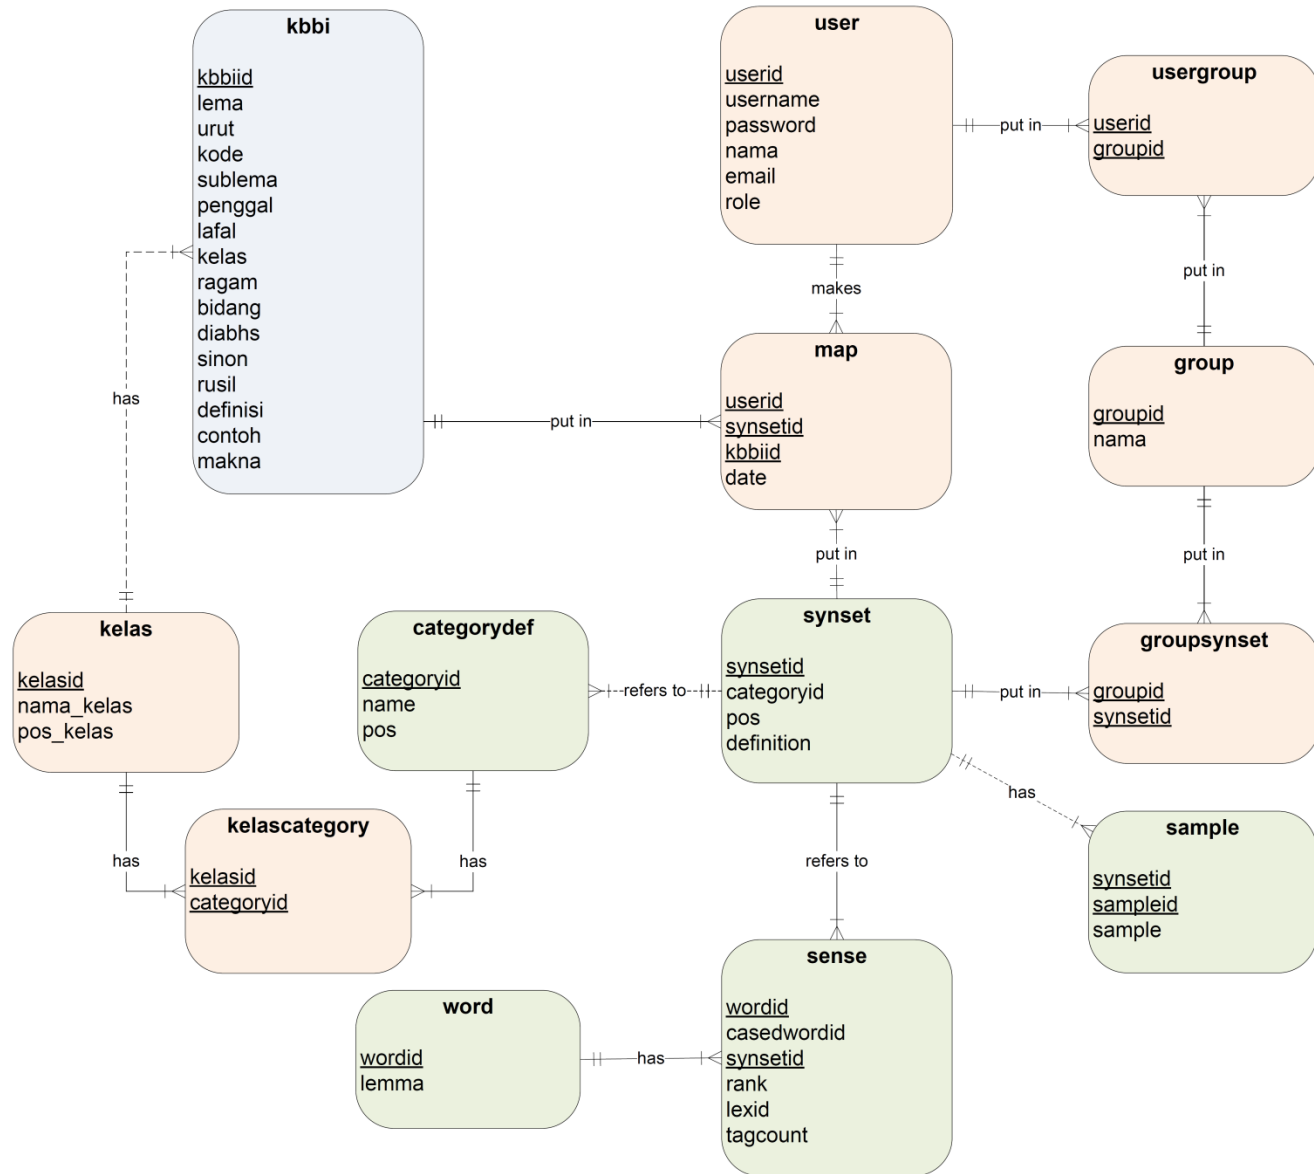 kbbi
kbbiid
lema
urut
kode
sublema
penggal
lafal
kelas
ragam
bidang
diabhs
sinon
rusil
definisi
contoh
makna
user
userid
username
password
nama
email
role
put in
usergroup
userid
groupid
makes
put in
has
put in
map
userid
synsetid
kbbiid
date
group
groupid
nama
put in
put in
kelas
kelasid
nama_kelas
pos_kelas
categorydef
categoryid
name
pos
refers to
synset
synsetid
categoryid
pos
definition
put in
groupsynset
groupid
synsetid
has
kelascategory
kelasid
categoryid
has
has
refers to
has
sample
synsetid
sampleid
sample
word
wordid
lemma
has
sense
wordid
casedwordid
synsetid
rank
lexid
tagcount